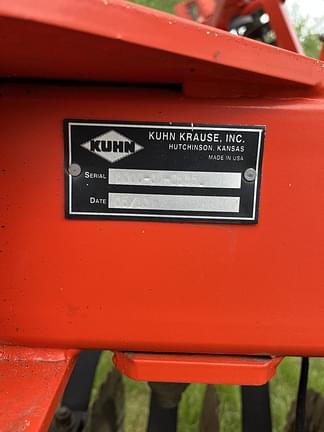 KUHN
KUHN KRAUSE, INC.
HUTCHINSON, KANSAS
MADE IN USA
SERIAL
DATE